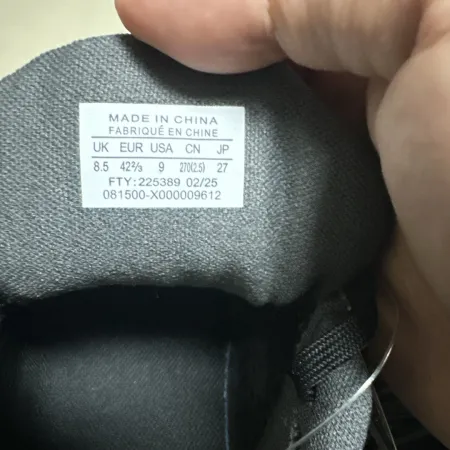 MADE IN CHINA
FABRIQUÉ EN CHINE
UK EUR USA CN JP
8.5 42⅔ 9 270(2.5) 27
FTY: 225389 02/25
081500-X000009612